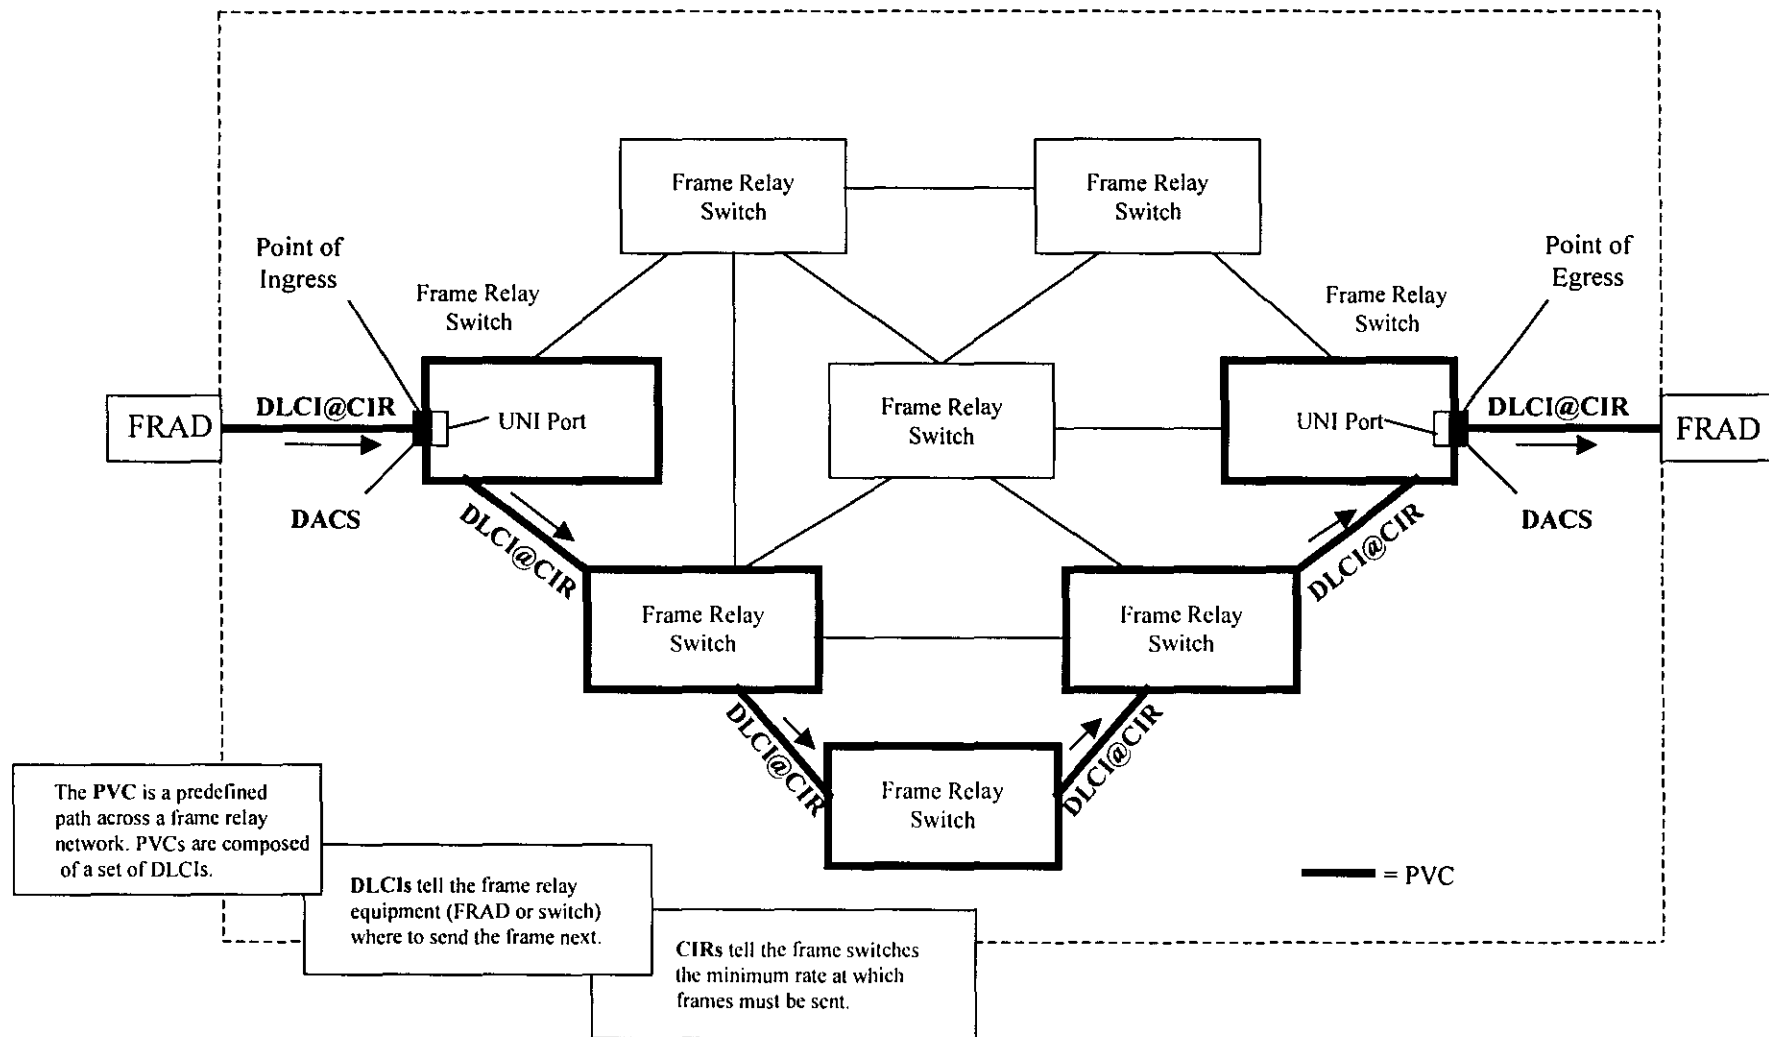 Frame Relay
Switch
Frame Relay
Switch
Point of
Ingress
Frame Relay
Switch
Frame Relay
Switch
Point of
Egress
FRAD
DLCI@CIR
UNI Port
Frame Relay
Switch
UNI Port
DLCI@CIR
FRAD
DACS
DACS
DLCI@CIR
DLCI@CIR
Frame Relay
Switch
Frame Relay
Switch
DLCI@CIR
DLCI@CIR
Frame Relay
Switch
The PVC is a predefined
path across a frame relay
network. PVCs are composed
of a set of DLCIs.
= PVC
DLCIs tell the frame relay
equipment (FRAD or switch)
where to send the frame next.
CIRs tell the frame switches
the minimum rate at which
frames must be sent.